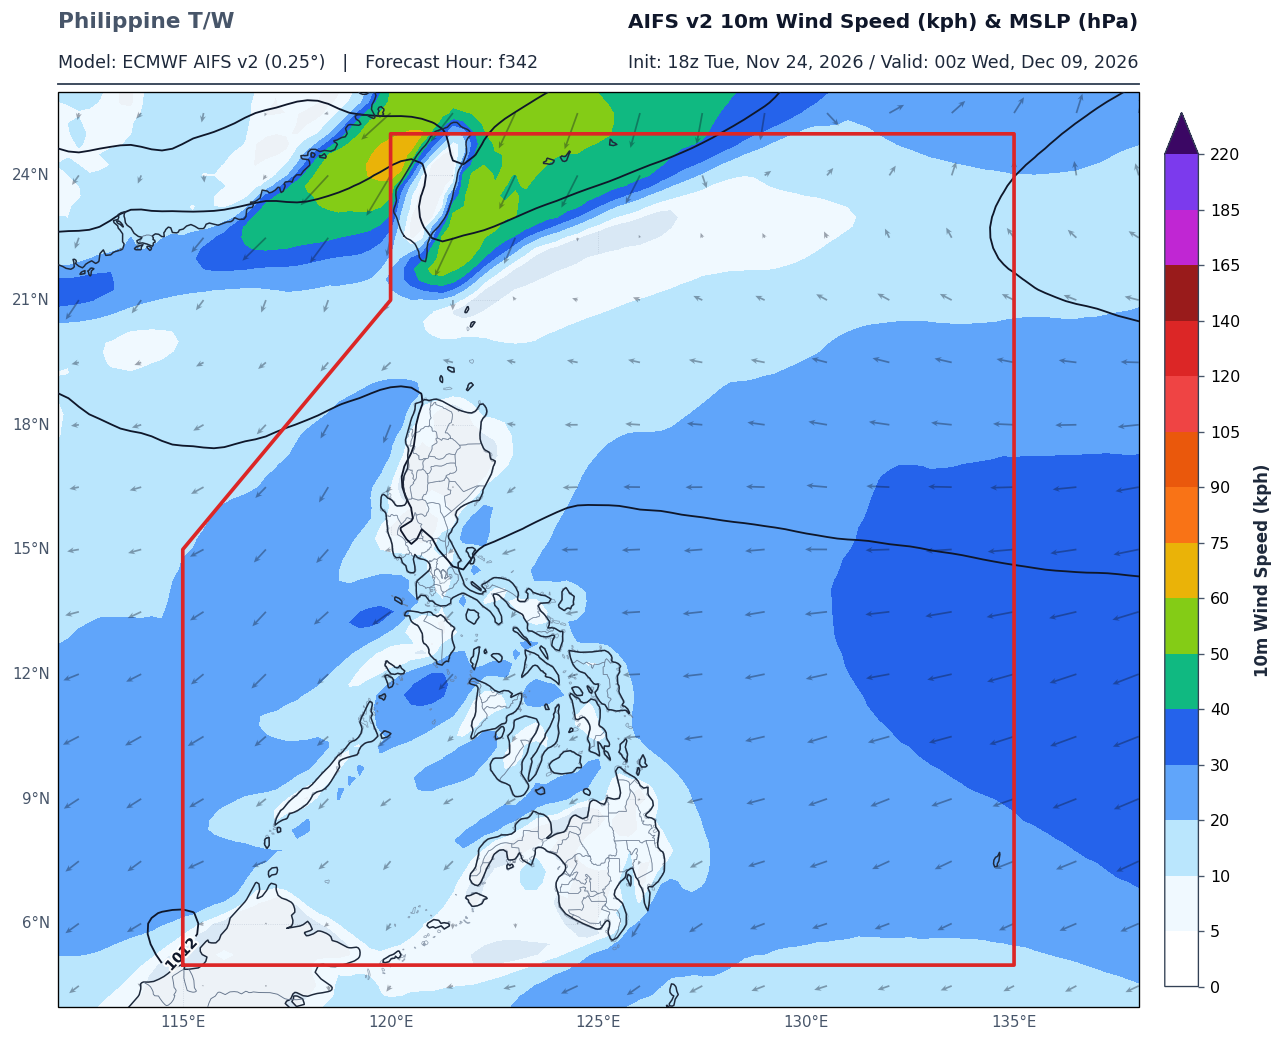 Philippine T/W
AIFS v2 10m Wind Speed (kph) & MSLP (hPa)
Model: ECMWF AIFS v2 (0.25°) | Forecast Hour: f342
Init: 18z Tue, Nov 24, 2026 / Valid: 00z Wed, Dec 09, 2026
24°N
21°N
18°N
15°N
12°N
9°N
6°N
1012
115°E
120°E
125°E
130°E
135°E
220
185
165
140
120
105
90
75
60
50
40
30
20
10
5
0
10m Wind Speed (kph)